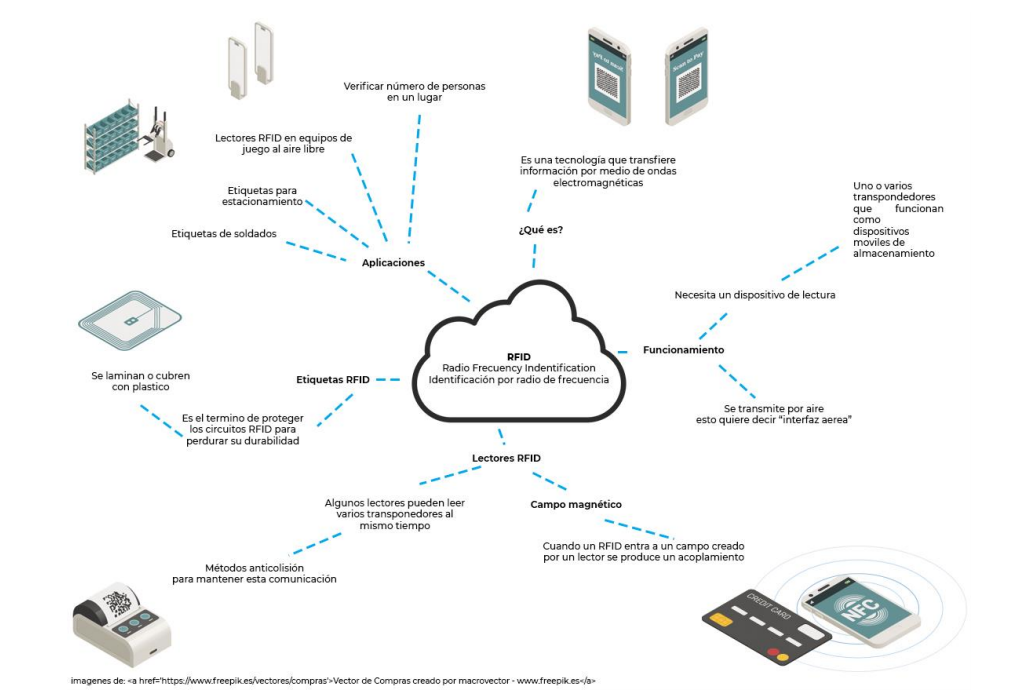 Verificar número de personas
en un lugar
Lectores RFID en equipos de
juego al aire libre
Etiquetas para
estacionamiento
Etiquetas de soldados
Aplicaciones
Scan to Pay
Es una tecnología que transfiere
información por medio de ondas
electromagnéticas
¿Qué es?
Uno o varios
transpondedores
que funcionan
como
dispositivos
moviles de
almacenamiento
Necesita un dispositivo de lectura
Funcionamiento
Se transmite por aire
esto quiere decir “interfaz aerea”
RFID
Radio Frecuency Indentification
Identificación por radio de frecuencia
Etiquetas RFID
Se laminan o cubren
con plastico
Es el termino de proteger
los circuitos RFID para
perdurar su durabilidad
Lectores RFID
Algunos lectores pueden leer
varios transponedores al
mismo tiempo
Métodos anticolisión
para mantener esta comunicación
Campo magnético
Cuando un RFID entra a un campo creado
por un lector se produce un acoplamiento
CREDIT CARD
NFC
imagenes de: <a href='https://www.freepik.es/vectores/compras'>Vector de Compras creado por macrovector - www.freepik.es</a>